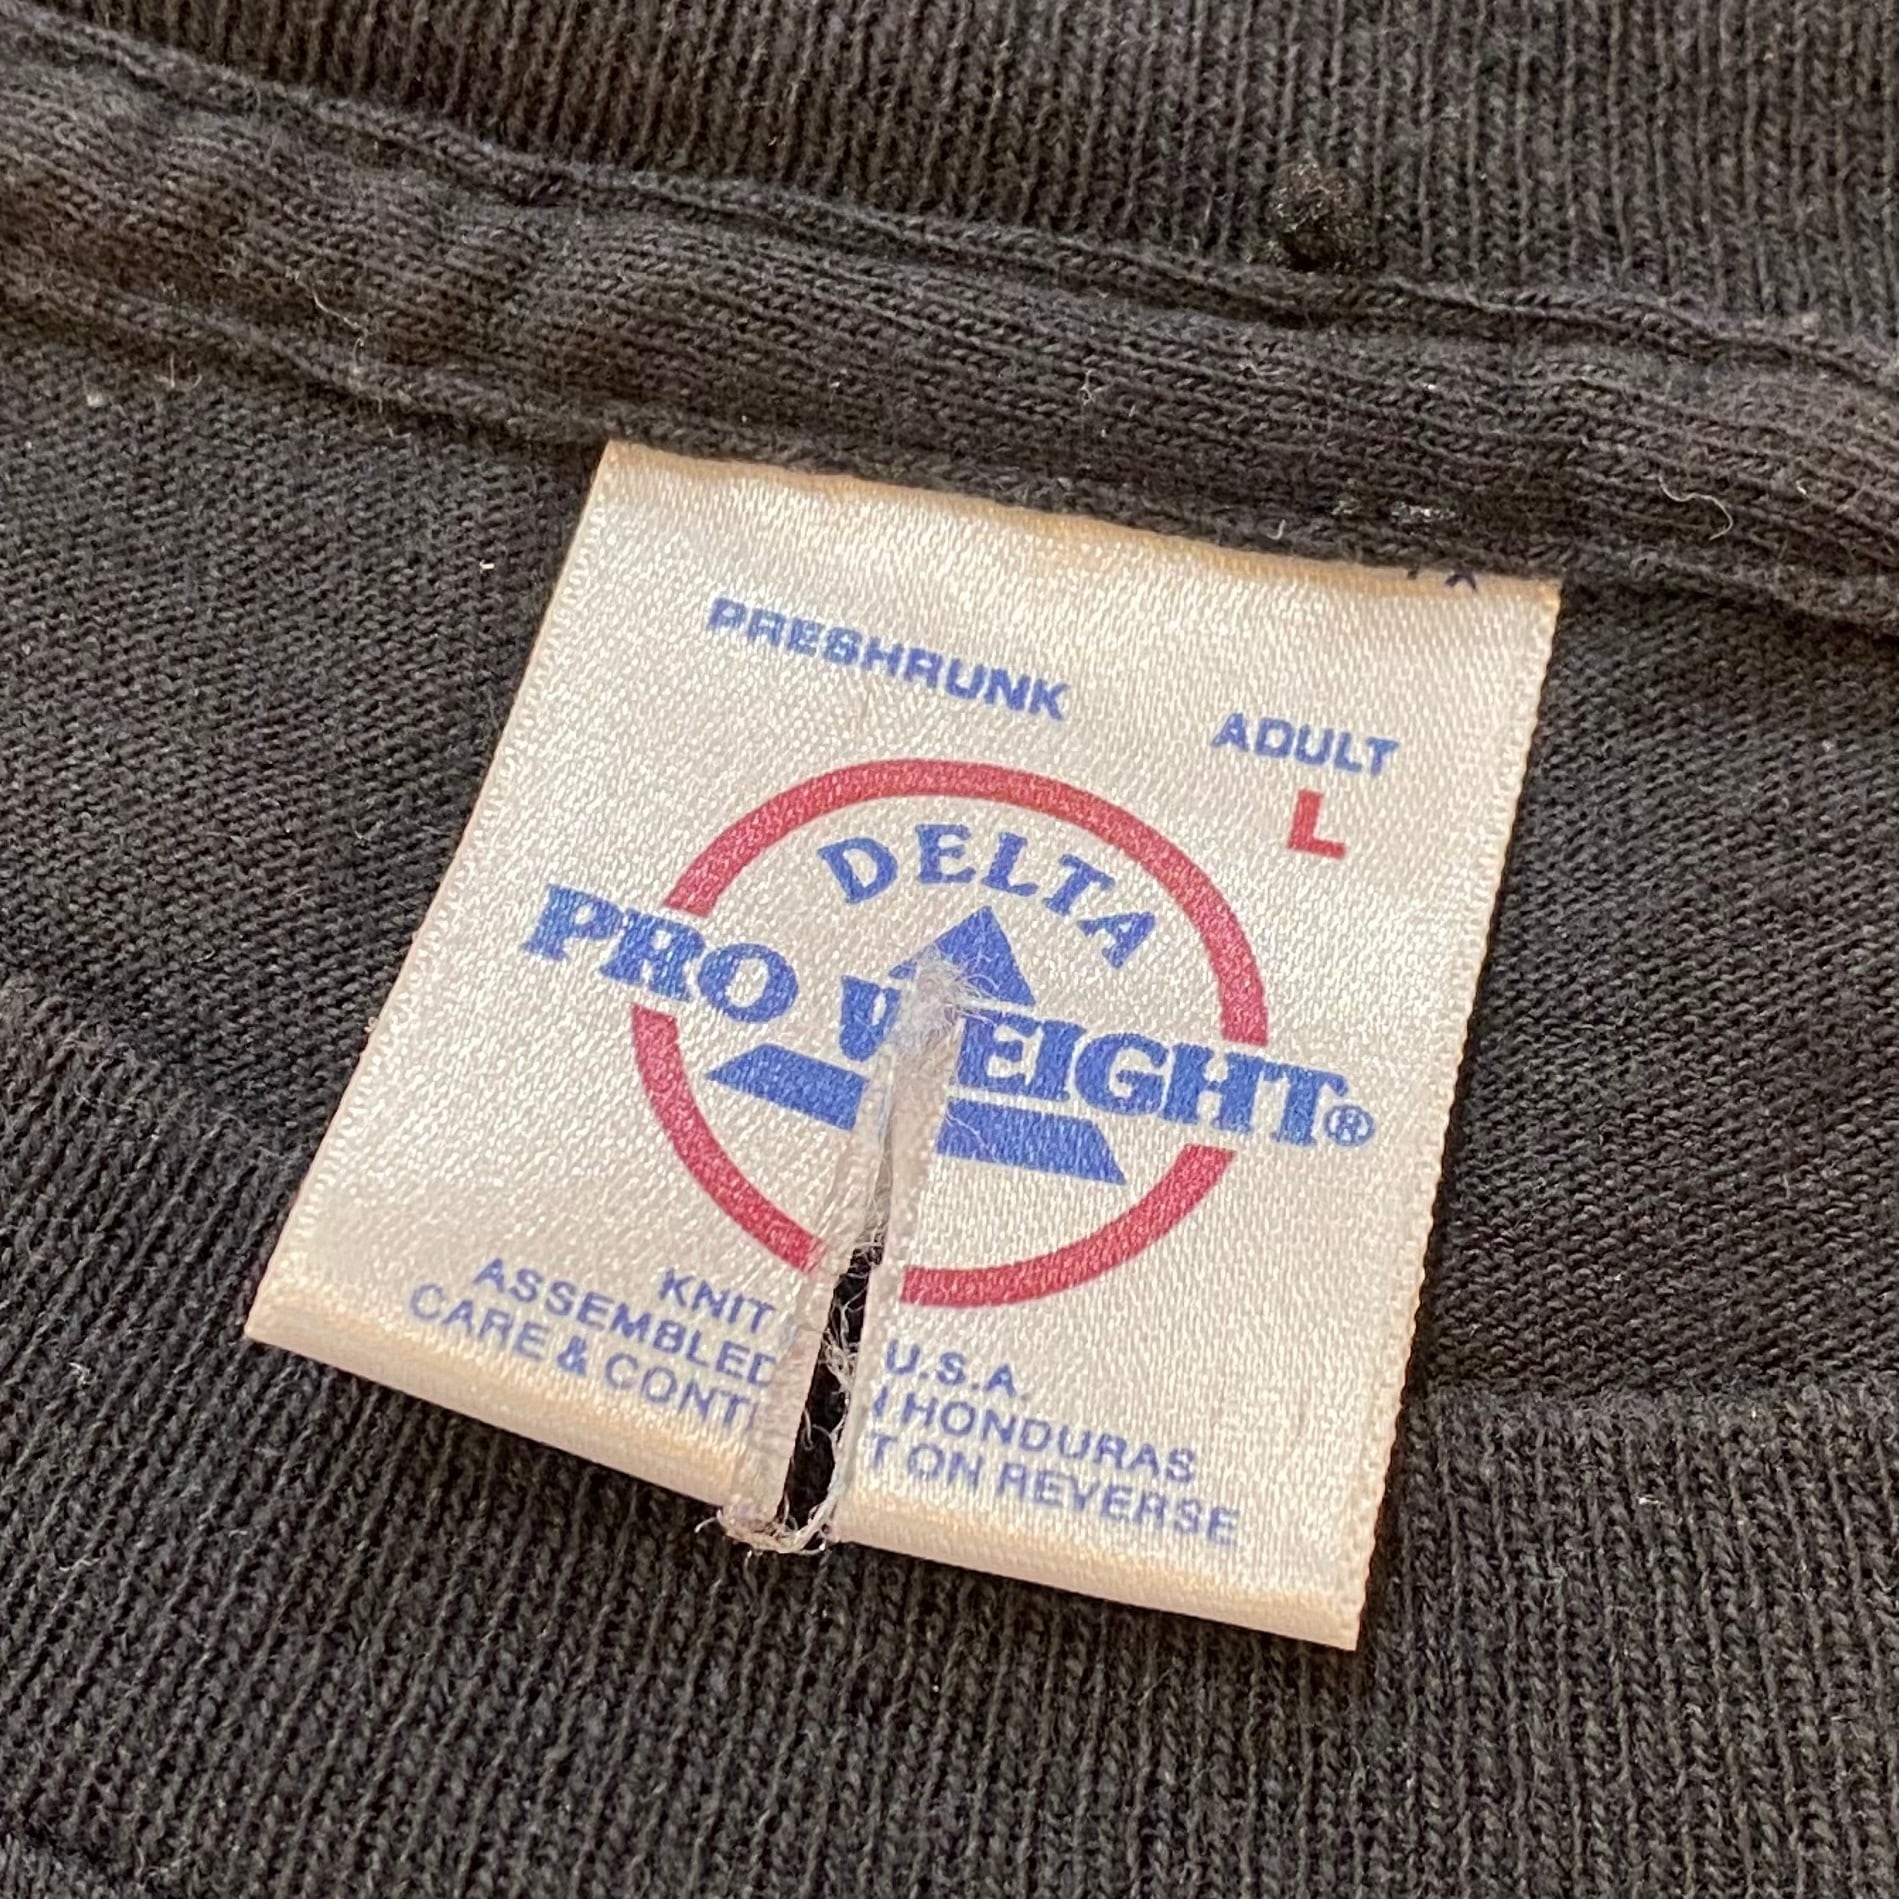 PRESHRUNK
ADULT
L
DELTA
PRO WEIGHT®
KNIT U.S.A.
ASSEMBLED HONDURAS
CARE & CONT T ON REVERSE